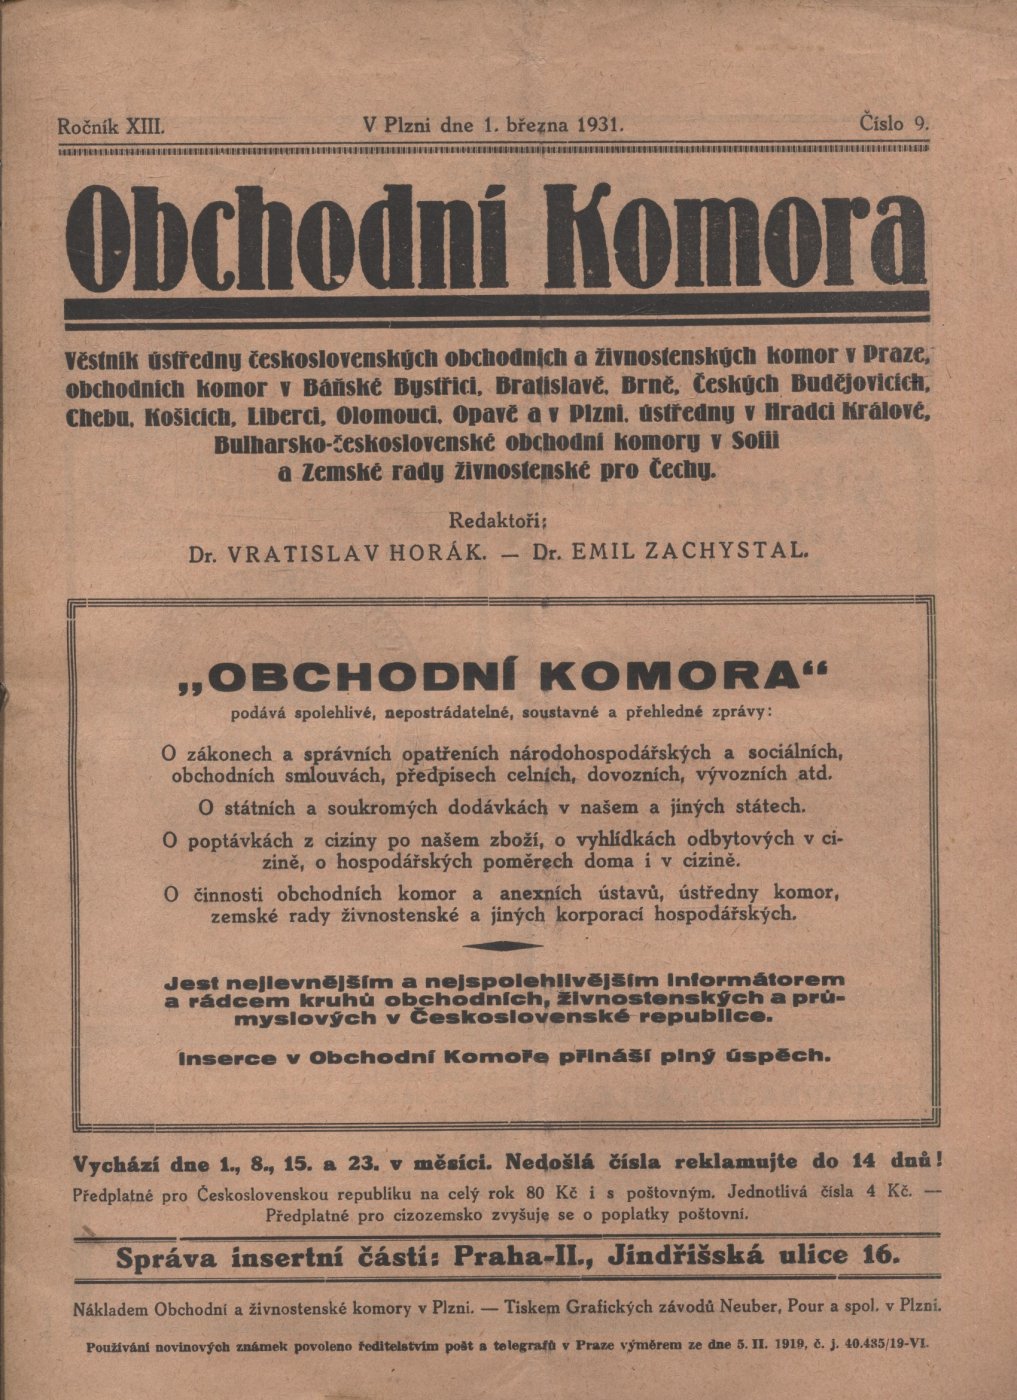 Ročník XIII. V Plzni dne 1. března 1931. Číslo 9.
Obchodní Komora
Věstník ústředny československých obchodních a živnostenských komor v Praze,
obchodních komor v Báňské Bystřici, Bratislavě, Brně, Českých Budějovicích,
Chebu, Košicích, Liberci, Olomouci, Opavě a v Plzni, ústředny v Hradci Králové,
Bulharsko-československé obchodní komory v Sofii
a Zemské rady živnostenské pro Čechy.
Redaktoři:
Dr. VRATISLAV HORÁK. — Dr. EMIL ZACHYSTAL.
„OBCHODNÍ KOMORA“
podává spolehlivé, nepostrádatelné, soustavné a přehledné zprávy:
O zákonech a správních opatřeních národohospodářských a sociálních,
obchodních smlouvách, předpisech celních, dovozních, vývozních atd.
O státních a soukromých dodávkách v našem a jiných státech.
O poptávkách z ciziny po našem zboží, o vyhlídkách odbytových v ci-
zině, o hospodářských poměrech doma i v cizině.
O činnosti obchodních komor a anexních ústavů, ústředny komor,
zemské rady živnostenské a jiných korporací hospodářských.
Jest nejlevnějším a nejspolehlivějším informátorem
a rádcem kruhů obchodních, živnostenských a prů-
myslových v Československé republice.
Inserce v Obchodní Komoře přináší plný úspěch.
Vychází dne 1., 8., 15. a 23. v měsíci. Nedošlá čísla reklamujte do 14 dnů!
Předplatné pro Československou republiku na celý rok 80 Kč i s poštovným. Jednotlivá čísla 4 Kč. —
Předplatné pro cizozemsko zvyšuje se o poplatky poštovní.
Správa insertní části: Praha-II., Jindřišská ulice 16.
Nákladem Obchodní a živnostenské komory v Plzni. — Tiskem Grafických závodů Neuber, Pour a spol. v Plzni.
Používání novinových známek povoleno ředitelstvím pošt a telegrafů v Praze výměrem ze dne 5. II. 1919, č. j. 40.435/19-VI.